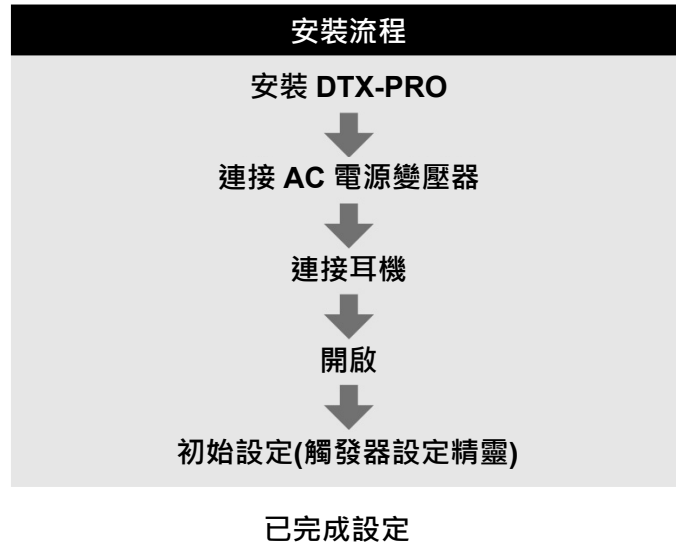 安裝流程
安裝 DTX-PRO
連接 AC 電源變壓器
連接耳機
開啟
初始設定(觸發器設定精靈)
已完成設定